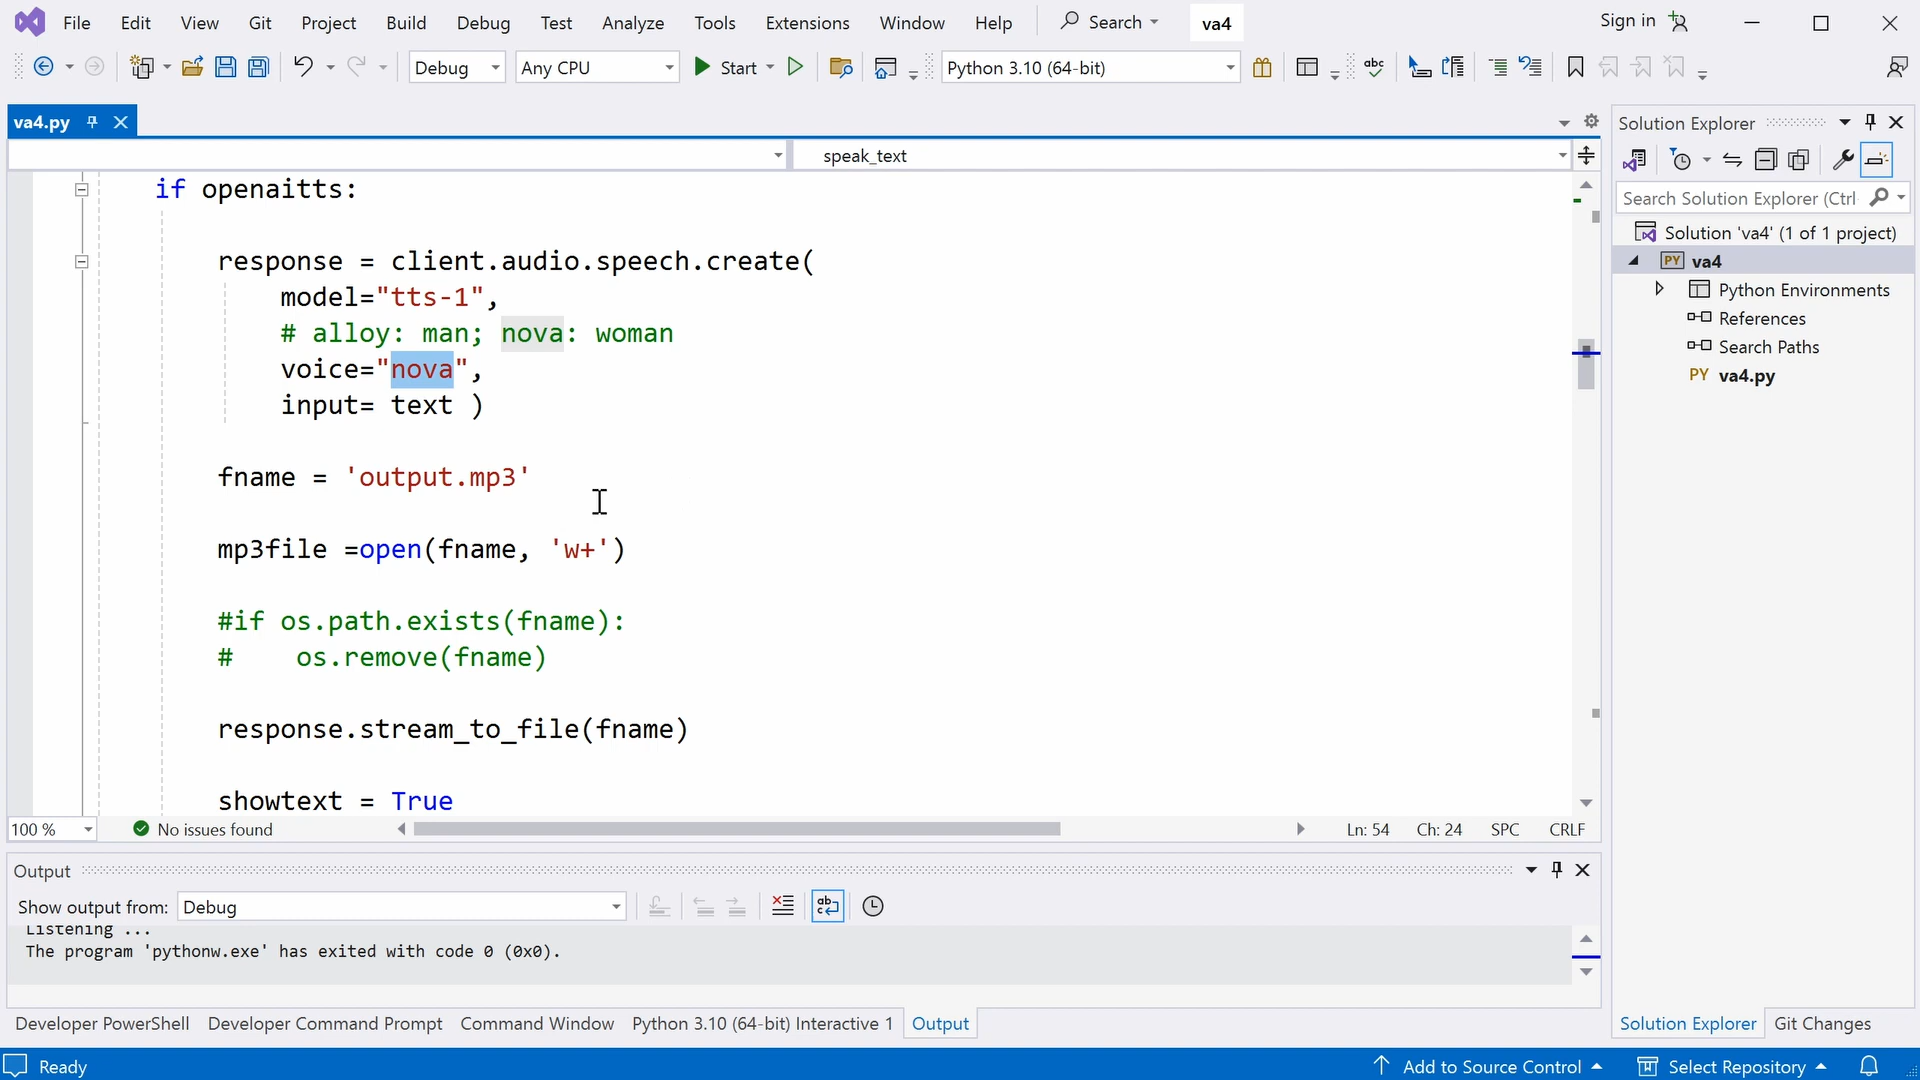 File Edit View Git Project Build Debug Test Analyze Tools Extensions Window Help Search va4 Sign in
Debug Any CPU Start Python 3.10 (64-bit) abc
va4.py
speak_text
if openaitts:
response = client.audio.speech.create(
model="tts-1",
# alloy: man; nova: woman
voice="nova",
input= text )
fname = 'output.mp3'
mp3file =open(fname, 'w+')
#if os.path.exists(fname):
#    os.remove(fname)
response.stream_to_file(fname)
showtext = True
100 % No issues found Ln: 54 Ch: 24 SPC CRLF
Output
Show output from: Debug
Listening ...
The program 'pythonw.exe' has exited with code 0 (0x0).
Developer PowerShell Developer Command Prompt Command Window Python 3.10 (64-bit) Interactive 1 Output
Solution Explorer
Search Solution Explorer (Ctrl
Solution 'va4' (1 of 1 project)
PY va4
Python Environments
References
Search Paths
PY va4.py
Solution Explorer Git Changes
Ready Add to Source Control Select Repository